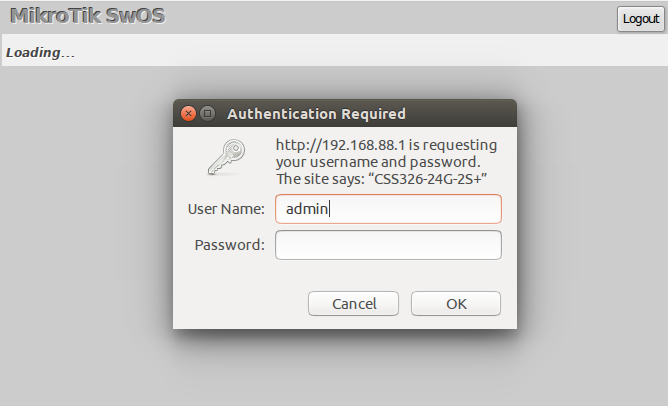 MikroTik SwOS
Logout
Loading...
Authentication Required
http://192.168.88.1 is requesting
your username and password.
The site says: “CSS326-24G-2S+”
User Name: admin
Password:
Cancel
OK